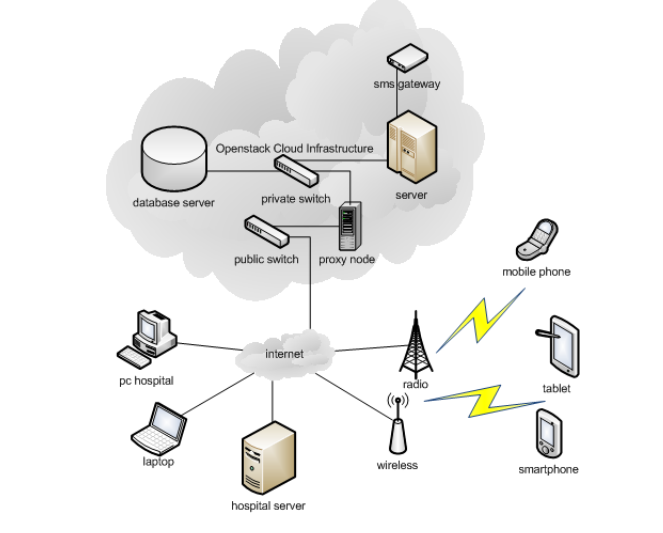 sms gateway
Openstack Cloud Infrastructure
private switch
server
database server
public switch
proxy node
mobile phone
internet
pc hospital
radio
tablet
laptop
wireless
smartphone
hospital server